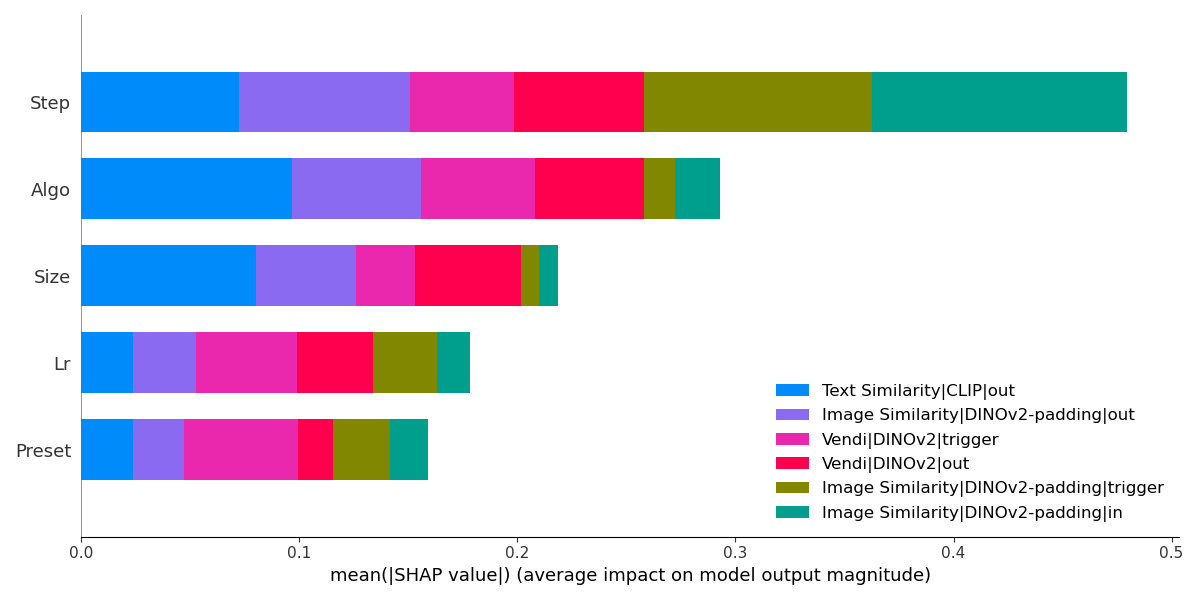 Step
Algo
Size
Lr
Preset
Text Similarity|CLIP|out
Image Similarity|DINOv2-padding|out
Vendi|DINOv2|trigger
Vendi|DINOv2|out
Image Similarity|DINOv2-padding|trigger
Image Similarity|DINOv2-padding|in
0.0 0.1 0.2 0.3 0.4 0.5
mean(|SHAP value|) (average impact on model output magnitude)